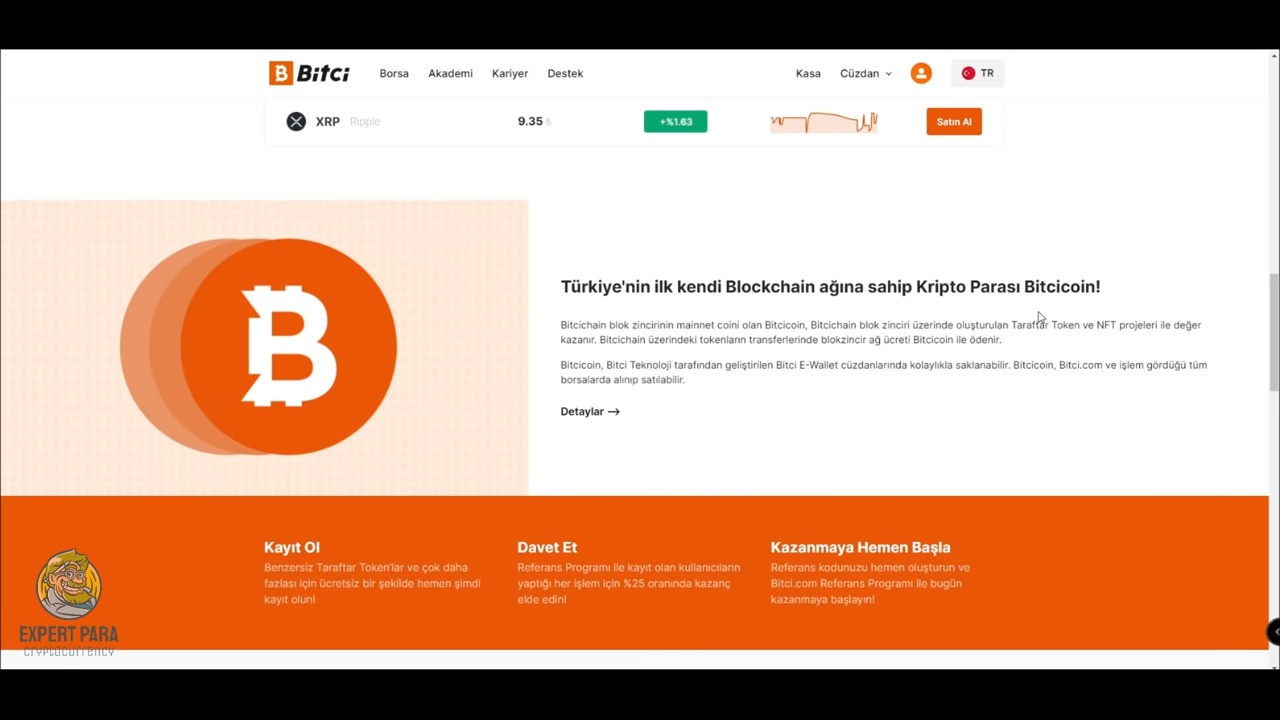 Bitci Borsa Akademi Kariyer Destek Kasa Cüzdan TR
XRP Ripple 9.35 ₺ +%1.63 Satın Al
Türkiye'nin ilk kendi Blockchain ağına sahip Kripto Parası Bitcicoin!
Bitcichain blok zincirinin mainnet coini olan Bitcicoin, Bitcichain blok zinciri üzerinde oluşturulan Taraftar Token ve NFT projeleri ile değer
kazanır. Bitcichain üzerindeki tokenların transferlerinde blokzincir ağ ücreti Bitcicoin ile ödenir.
Bitcicoin, Bitci Teknoloji tarafından geliştirilen Bitci E-Wallet cüzdanlarında kolaylıkla saklanabilir. Bitcicoin, Bitci.com ve işlem gördüğü tüm
borsalarda alınıp satılabilir.
Detaylar →
Kayıt Ol
Benzersiz Taraftar Token'lar ve çok daha
fazlası için ücretsiz bir şekilde hemen şimdi
kayıt olun!
Davet Et
Referans Programı ile kayıt olan kullanıcıların
yaptığı her işlem için %25 oranında kazanç
elde edin!
Kazanmaya Hemen Başla
Referans kodunuzu hemen oluşturun ve
Bitci.com Referans Programı ile bugün
kazanmaya başlayın!
EXPERT PARA
CRYPTOCURRENCY